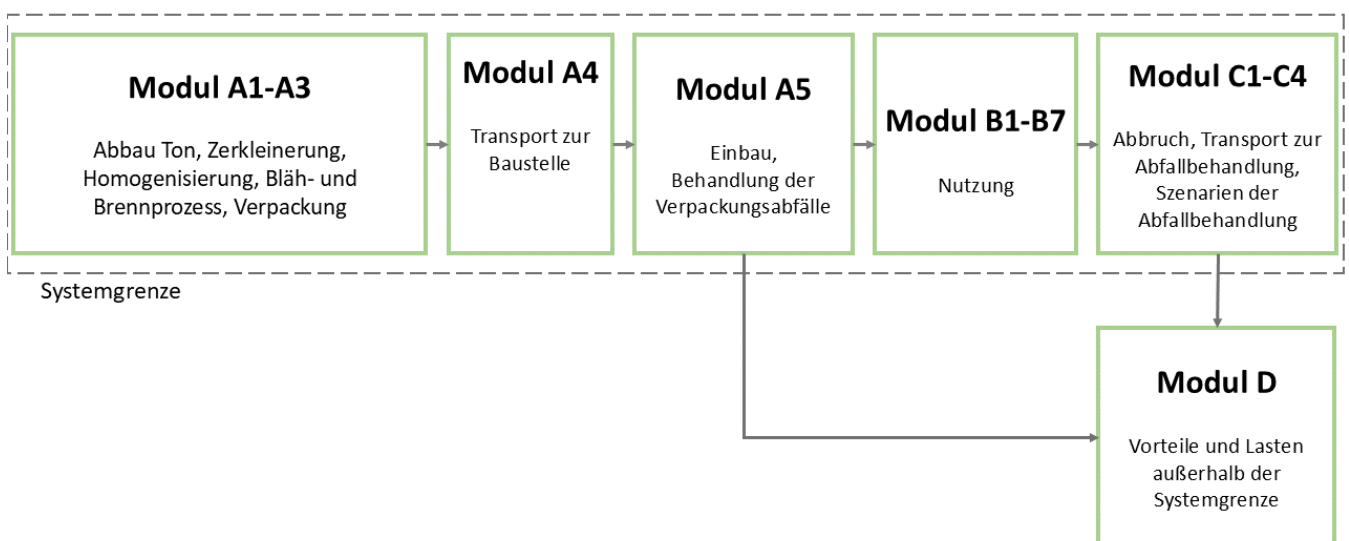 Modul A1-A3
Abbau Ton, Zerkleinerung,
Homogenisierung, Bläh- und
Brennprozess, Verpackung
Modul A4
Transport zur
Baustelle
Modul A5
Einbau,
Behandlung der
Verpackungsabfälle
Modul B1-B7
Nutzung
Modul C1-C4
Abbruch, Transport zur
Abfallbehandlung,
Szenarien der
Abfallbehandlung
Systemgrenze
Modul D
Vorteile und Lasten
außerhalb der
Systemgrenze